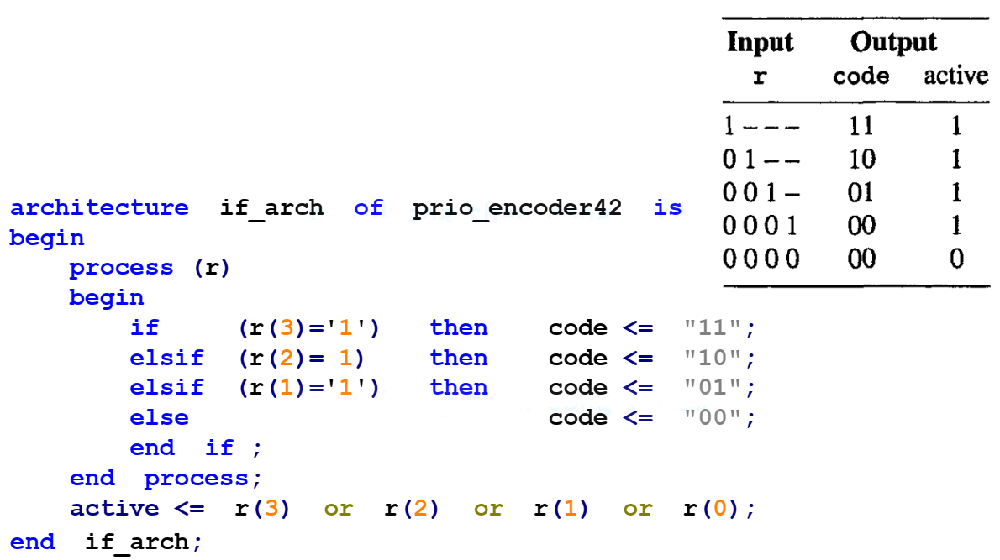 Input Output
r code active
1 - - - 11 1
0 1 - - 10 1
0 0 1 - 01 1
0 0 0 1 00 1
0 0 0 0 00 0
architecture if_arch of prio_encoder42 is
begin
process (r)
begin
if (r(3)='1') then code <= "11";
elsif (r(2)= 1) then code <= "10";
elsif (r(1)='1') then code <= "01";
else code <= "00";
end if ;
end process;
active <= r(3) or r(2) or r(1) or r(0);
end if_arch;